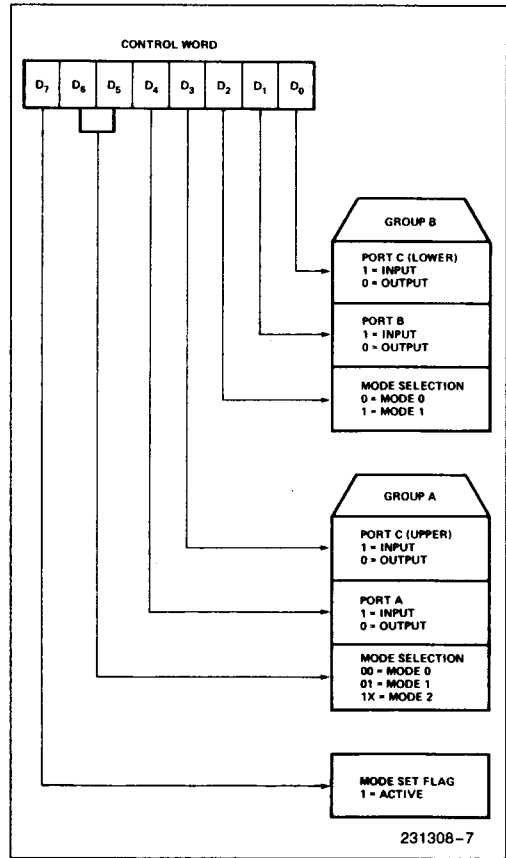 CONTROL WORD
D7 D6 D5 D4 D3 D2 D1 D0
GROUP B
PORT C (LOWER)
1 = INPUT
0 = OUTPUT
PORT B
1 = INPUT
0 = OUTPUT
MODE SELECTION
0 = MODE 0
1 = MODE 1
GROUP A
PORT C (UPPER)
1 = INPUT
0 = OUTPUT
PORT A
1 = INPUT
0 = OUTPUT
MODE SELECTION
00 = MODE 0
01 = MODE 1
1X = MODE 2
MODE SET FLAG
1 = ACTIVE
231308-7